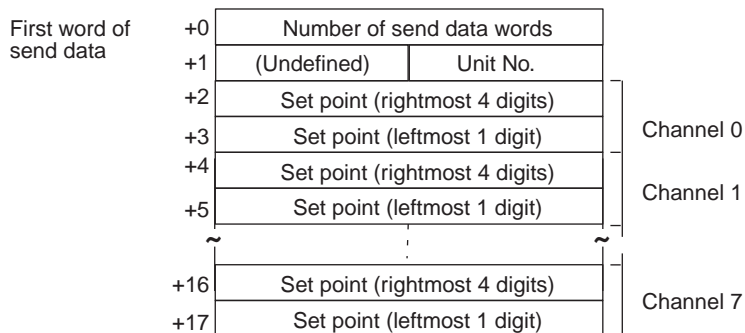 First word of send data
+0 Number of send data words
+1 (Undefined) Unit No.
+2 Set point (rightmost 4 digits)
+3 Set point (leftmost 1 digit)
Channel 0
+4 Set point (rightmost 4 digits)
+5 Set point (leftmost 1 digit)
Channel 1
~ ~
+16 Set point (rightmost 4 digits)
+17 Set point (leftmost 1 digit)
Channel 7